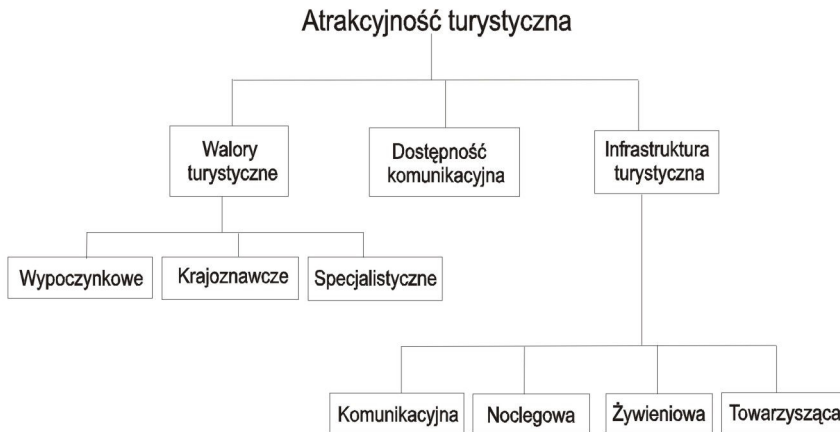 Atrakcyjność turystyczna
Walory
turystyczne
Dostępność
komunikacyjna
Infrastruktura
turystyczna
Wypoczynkowe
Krajoznawcze
Specjalistyczne
Komunikacyjna
Noclegowa
Żywieniowa
Towarzysząca